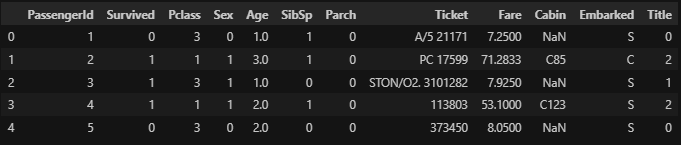 PassengerId Survived Pclass Sex Age SibSp Parch Ticket Fare Cabin Embarked Title
0 1 0 3 0 1.0 1 0 A/5 21171 7.2500 NaN S 0
1 2 1 1 1 3.0 1 0 PC 17599 71.2833 C85 C 2
2 3 1 3 1 1.0 0 0 STON/O2. 3101282 7.9250 NaN S 1
3 4 1 1 1 2.0 1 0 113803 53.1000 C123 S 2
4 5 0 3 0 2.0 0 0 373450 8.0500 NaN S 0